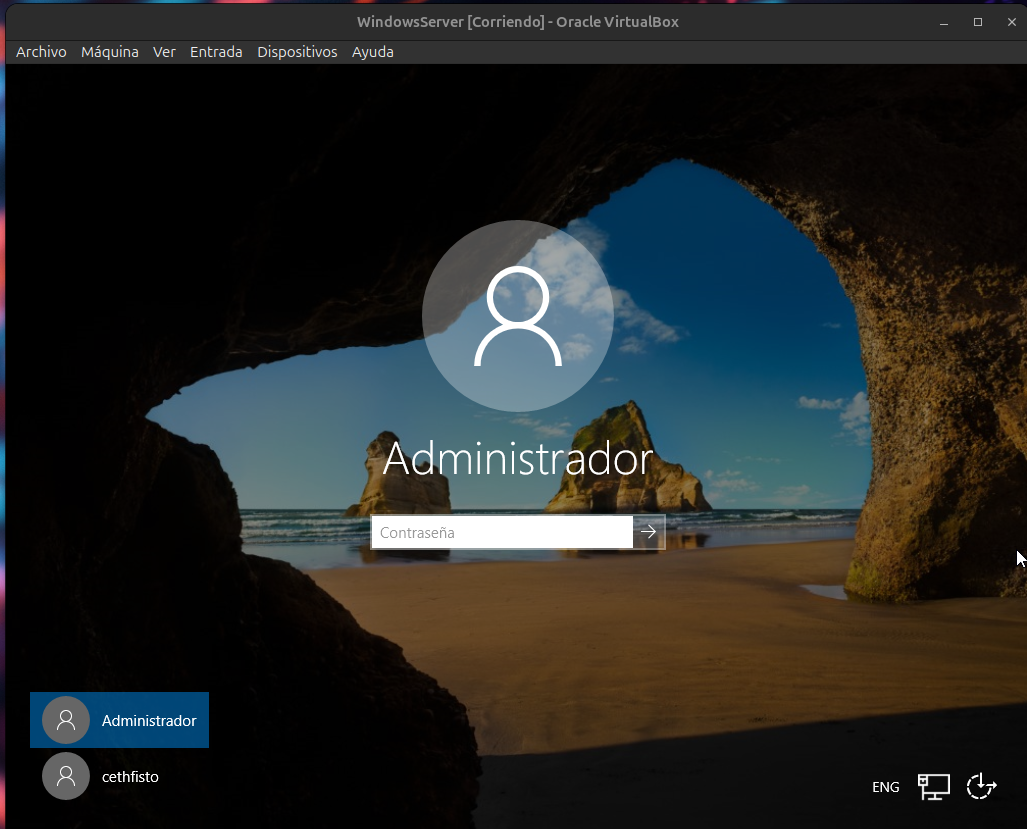 WindowsServer [Corriendo] - Oracle VirtualBox
Archivo Máquina Ver Entrada Dispositivos Ayuda
Administrador
Contraseña
Administrador
cethfisto
ENG